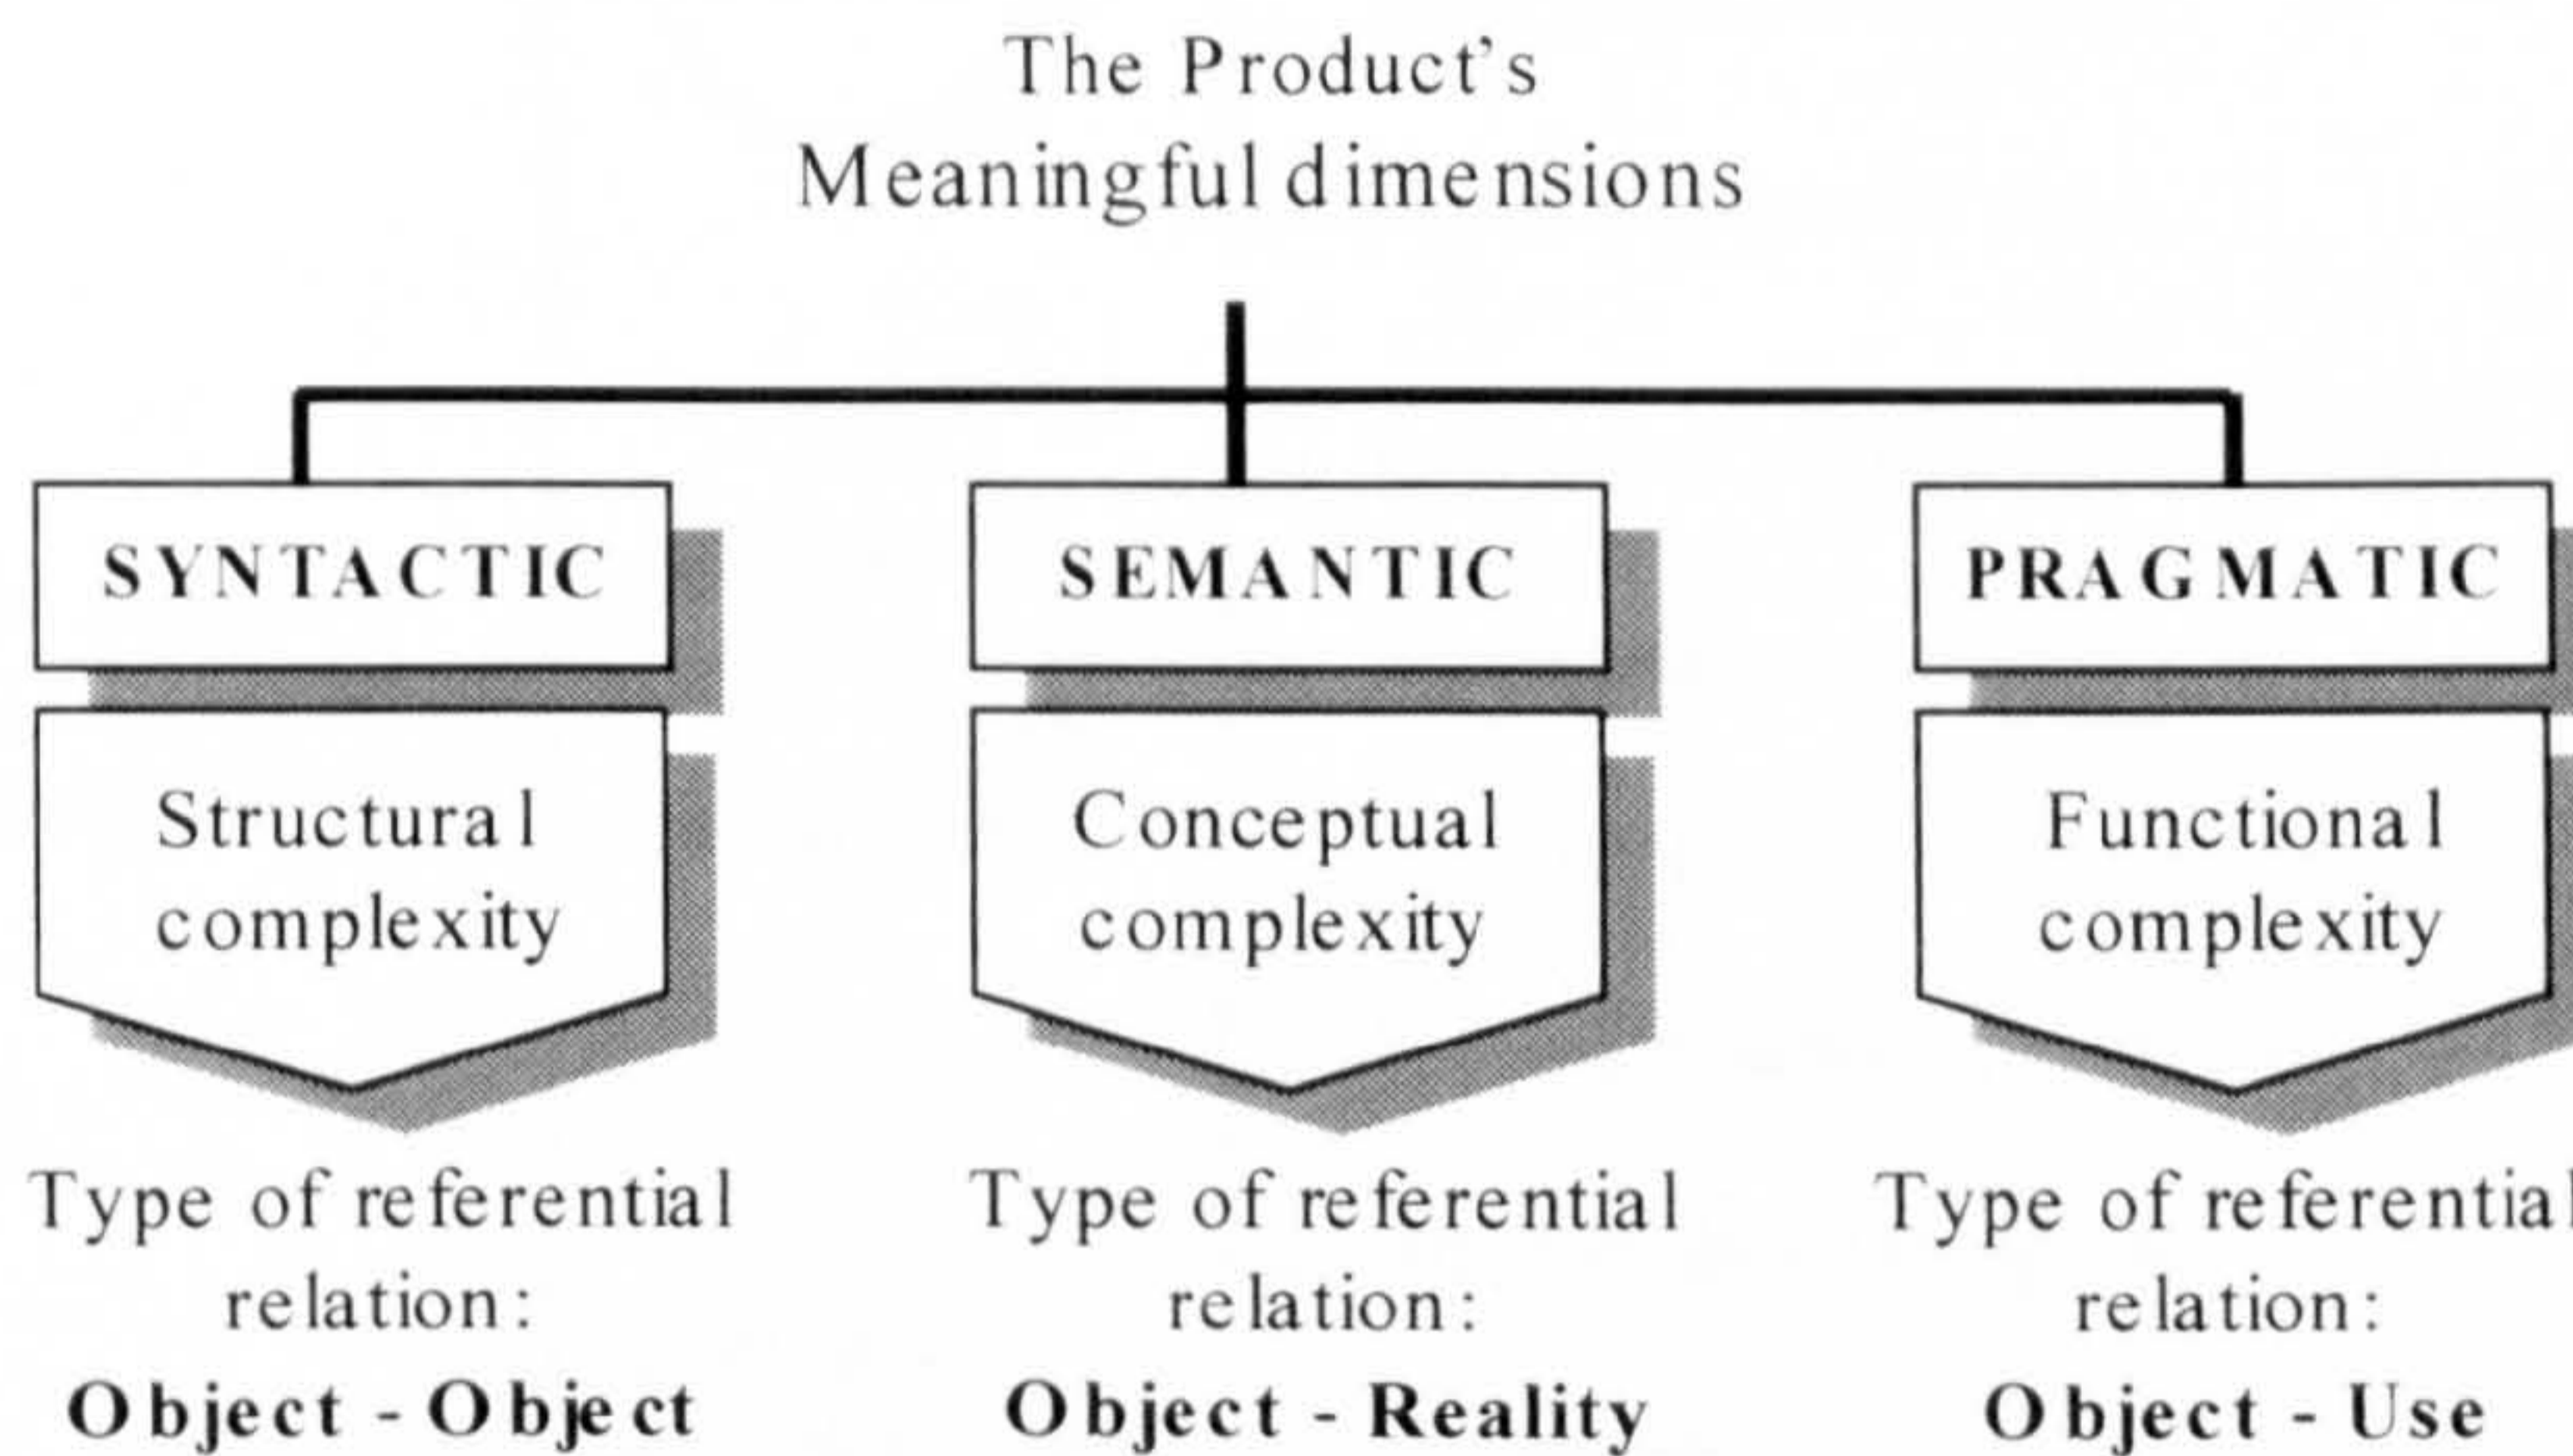 The Product's
Meaningful dimensions
SYNTACTIC
Structural
complexity
Type of referential
relation:
Object - Object
SEMANTIC
Conceptual
complexity
Type of referential
relation:
Object - Reality
PRAGMATIC
Functional
complexity
Type of referential
relation:
Object - Use